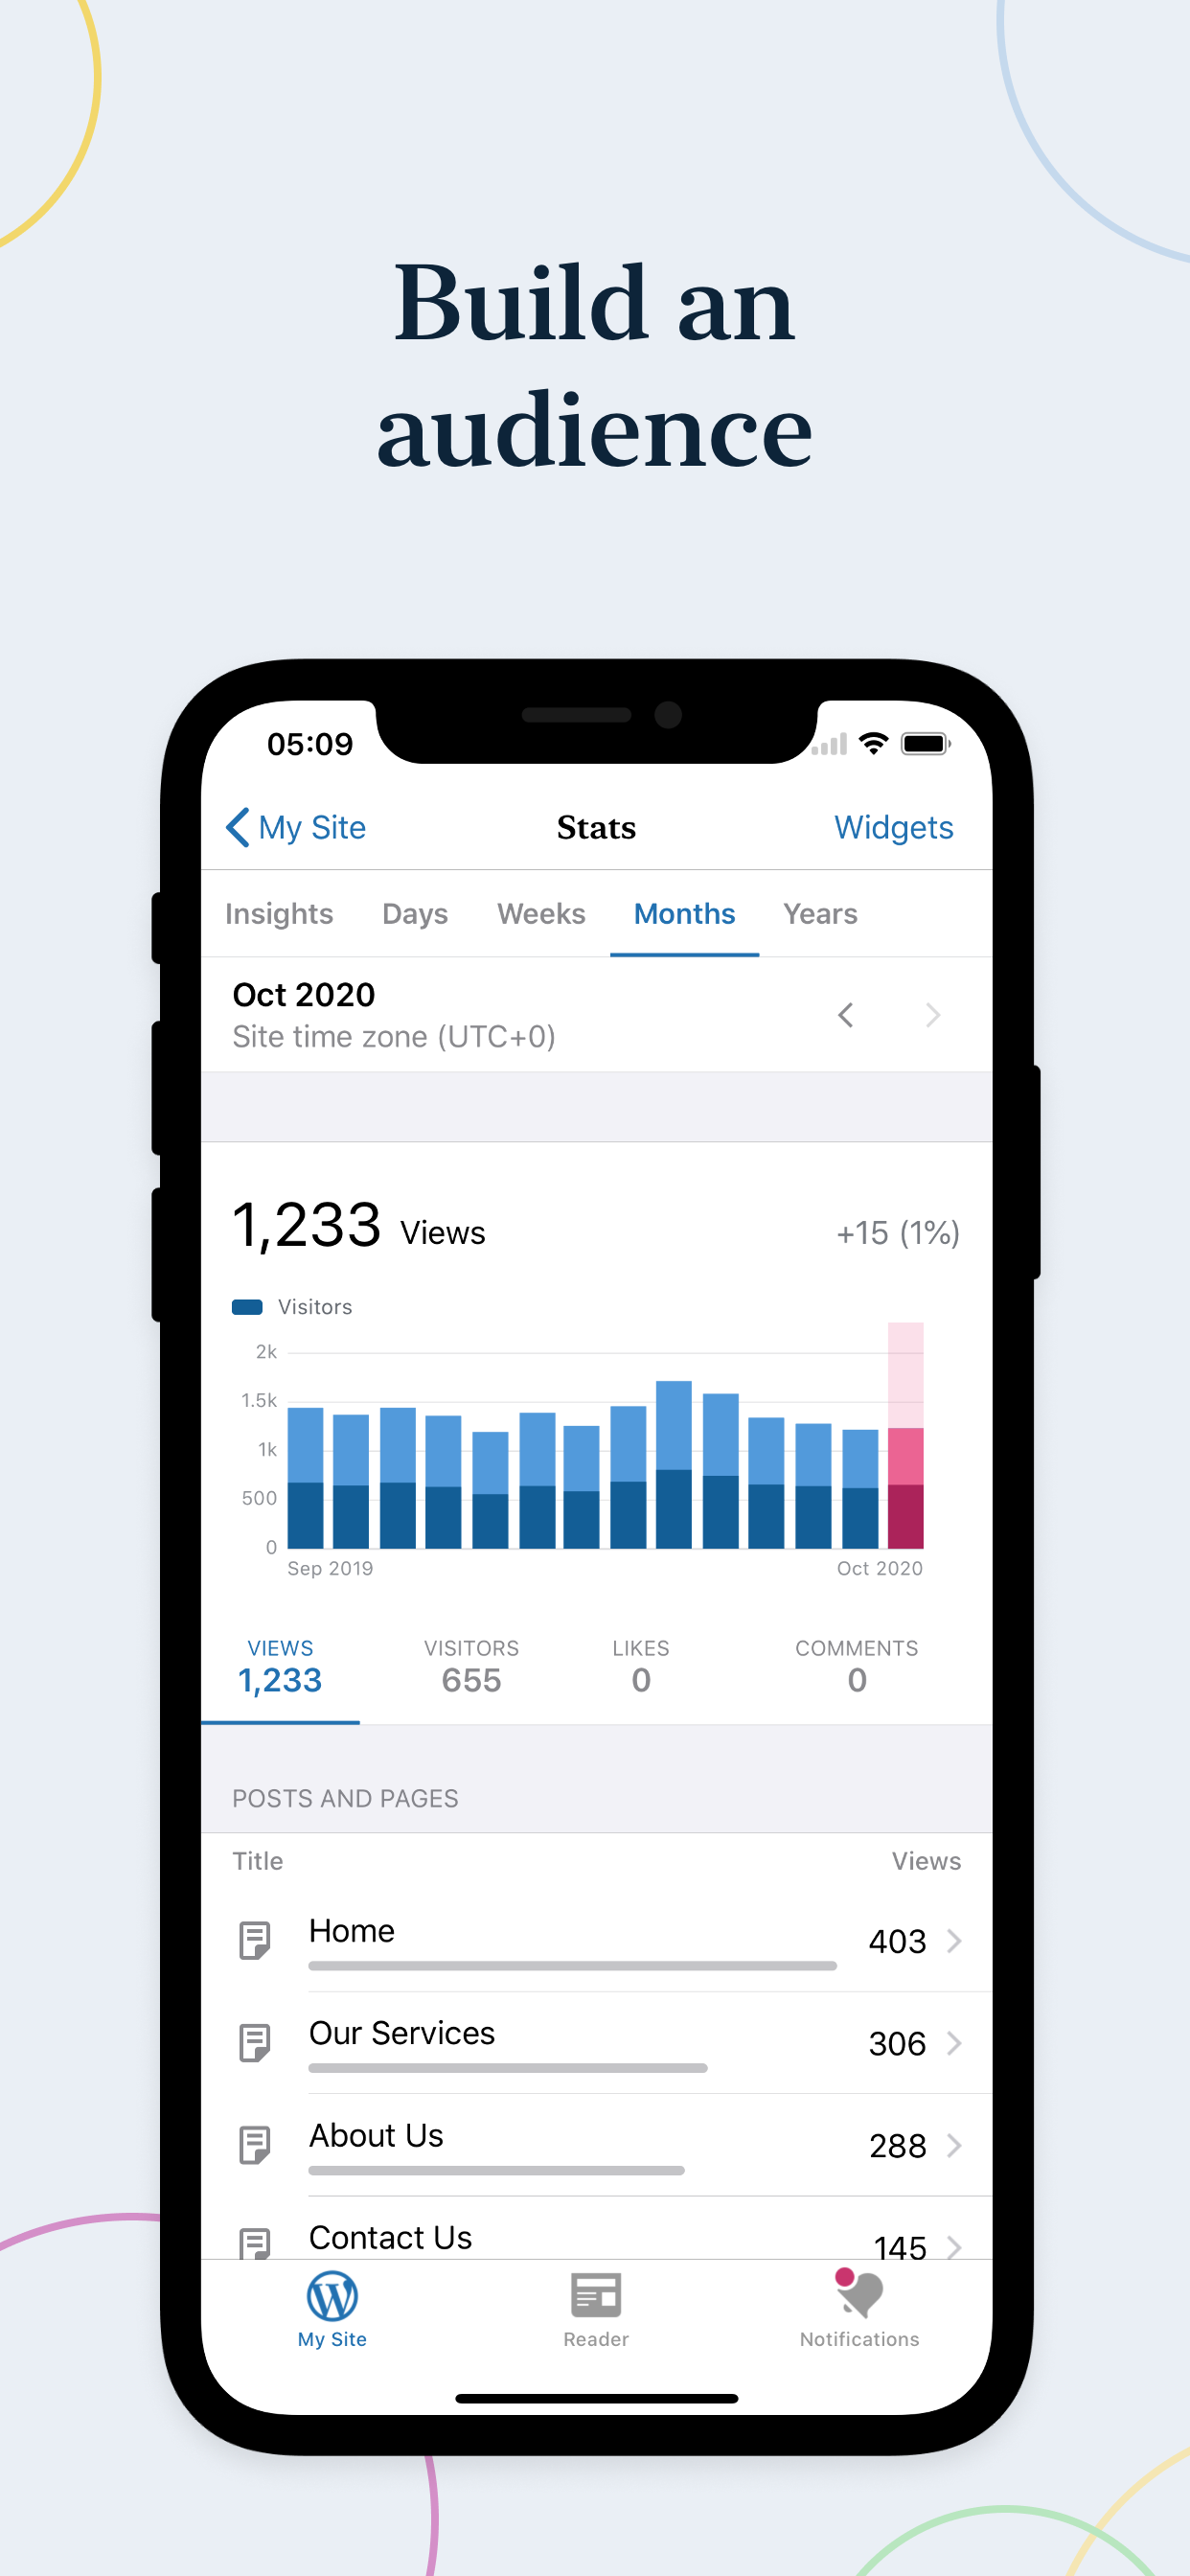 Build an
audience
05:09
My Site
Stats
Widgets
Insights
Days
Weeks
Months
Years
Oct 2020
Site time zone (UTC+0)
1,233 Views
+15 (1%)
Visitors
2k
1.5k
1k
500
0
Sep 2019
Oct 2020
VIEWS
1,233
VISITORS
655
LIKES
0
COMMENTS
0
POSTS AND PAGES
Title
Views
Home
403
Our Services
306
About Us
288
Contact Us
145
My Site
Reader
Notifications